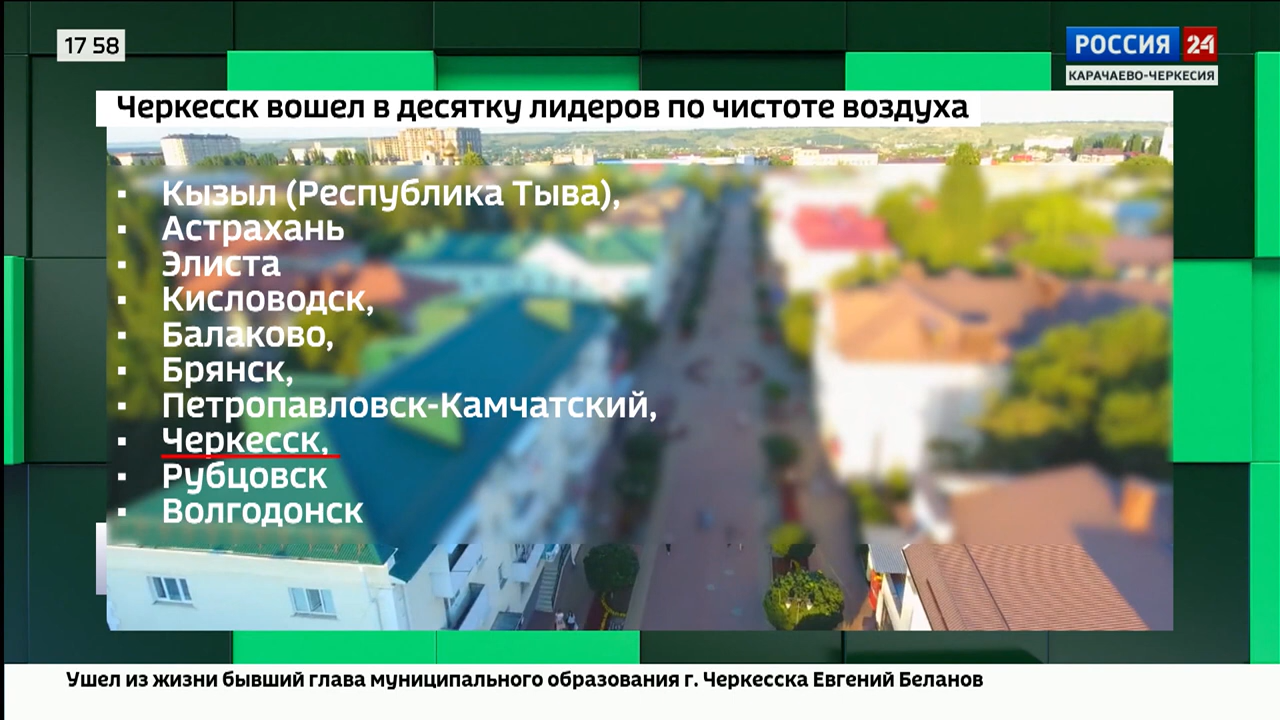 17 58
РОССИЯ 24
КАРАЧАЕВО-ЧЕРКЕСИЯ
Черкесск вошел в десятку лидеров по чистоте воздуха
▪ Кызыл (Республика Тыва),
▪ Астрахань
▪ Элиста
▪ Кисловодск,
▪ Балаково,
▪ Брянск,
▪ Петропавловск-Камчатский,
▪ Черкесск,
▪ Рубцовск
▪ Волгодонск
Ушел из жизни бывший глава муниципального образования г. Черкесска Евгений Беланов